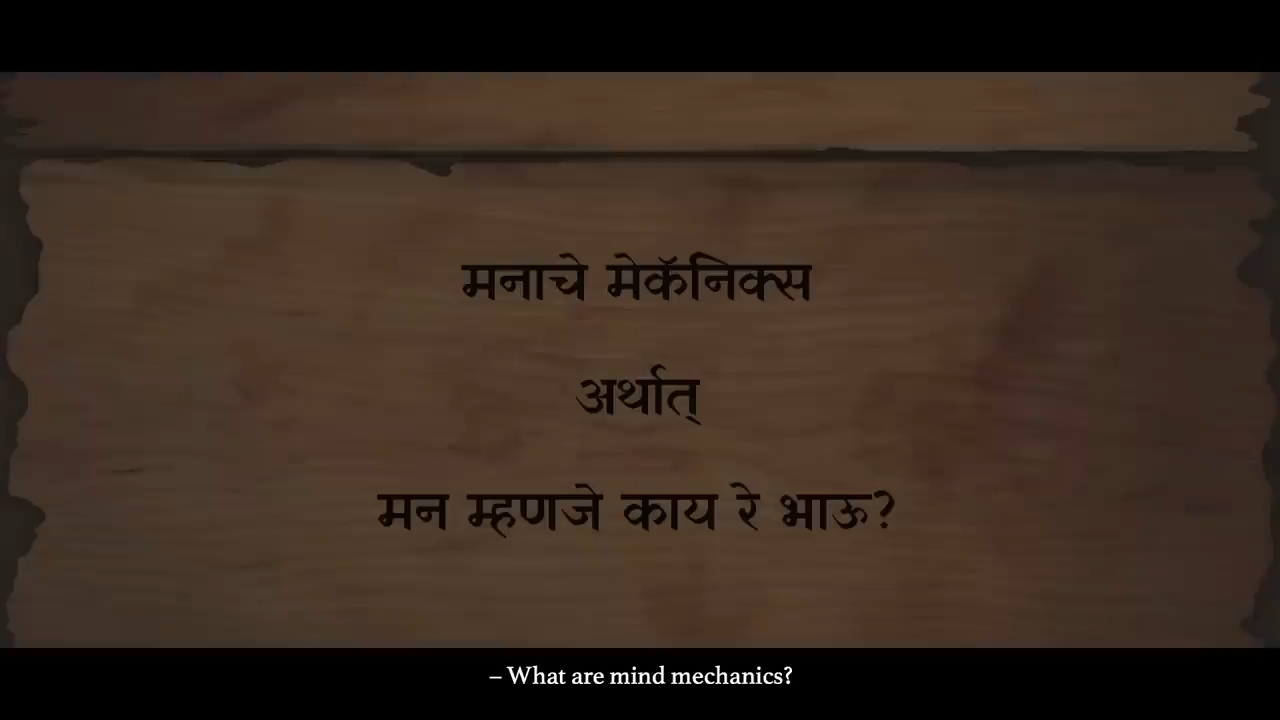 मनाचे मेकॅनिक्स
अर्थात्
मन म्हणजे काय रे भाऊ?
– What are mind mechanics?